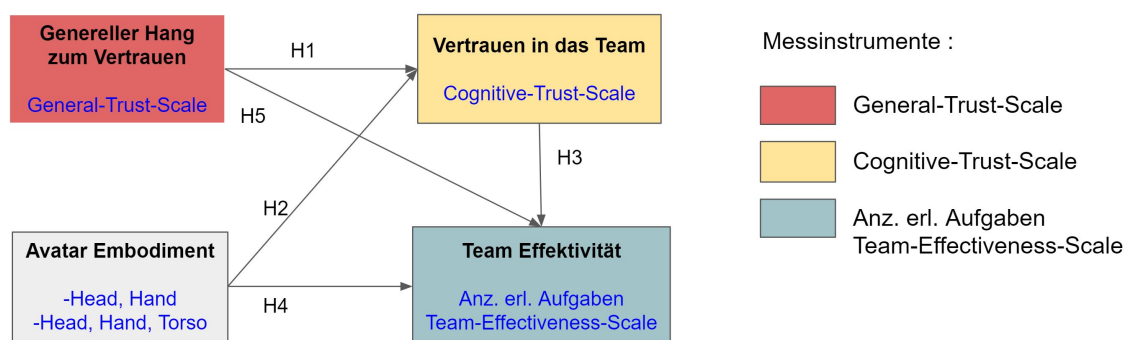 Genereller Hang
zum Vertrauen
General-Trust-Scale
H1
Vertrauen in das Team
Cognitive-Trust-Scale
H5
H2
H3
Avatar Embodiment
-Head, Hand
-Head, Hand, Torso
H4
Team Effektivität
Anz. erl. Aufgaben
Team-Effectiveness-Scale
Messinstrumente :
General-Trust-Scale
Cognitive-Trust-Scale
Anz. erl. Aufgaben
Team-Effectiveness-Scale